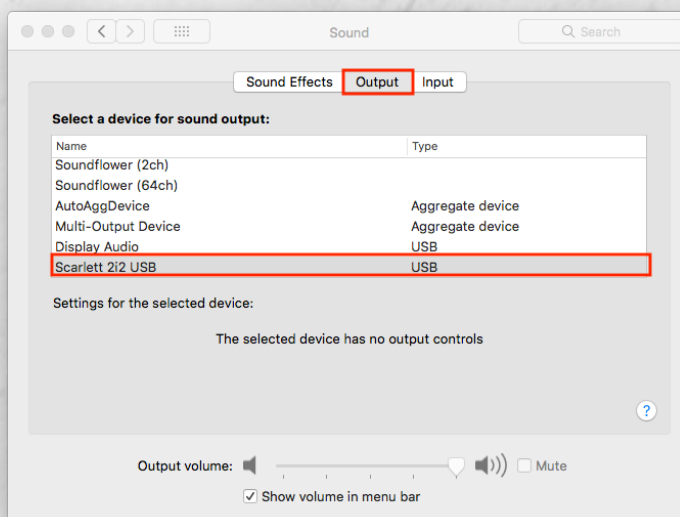 Sound
Search
Sound Effects Output Input
Select a device for sound output:
Name Type
Soundflower (2ch)
Soundflower (64ch)
AutoAggDevice Aggregate device
Multi-Output Device Aggregate device
Display Audio USB
Scarlett 2i2 USB USB
Settings for the selected device:
The selected device has no output controls
?
Output volume: Mute
Show volume in menu bar